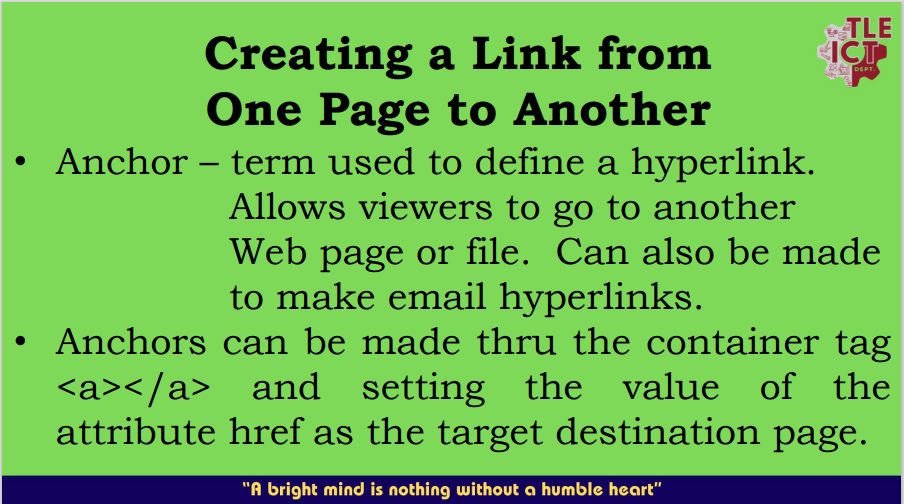 Creating a Link from
One Page to Another
TLE
ICT
DEPT.
• Anchor – term used to define a hyperlink.
Allows viewers to go to another
Web page or file. Can also be made
to make email hyperlinks.
• Anchors can be made thru the container tag
<a></a> and setting the value of the
attribute href as the target destination page.
"A bright mind is nothing without a humble heart"